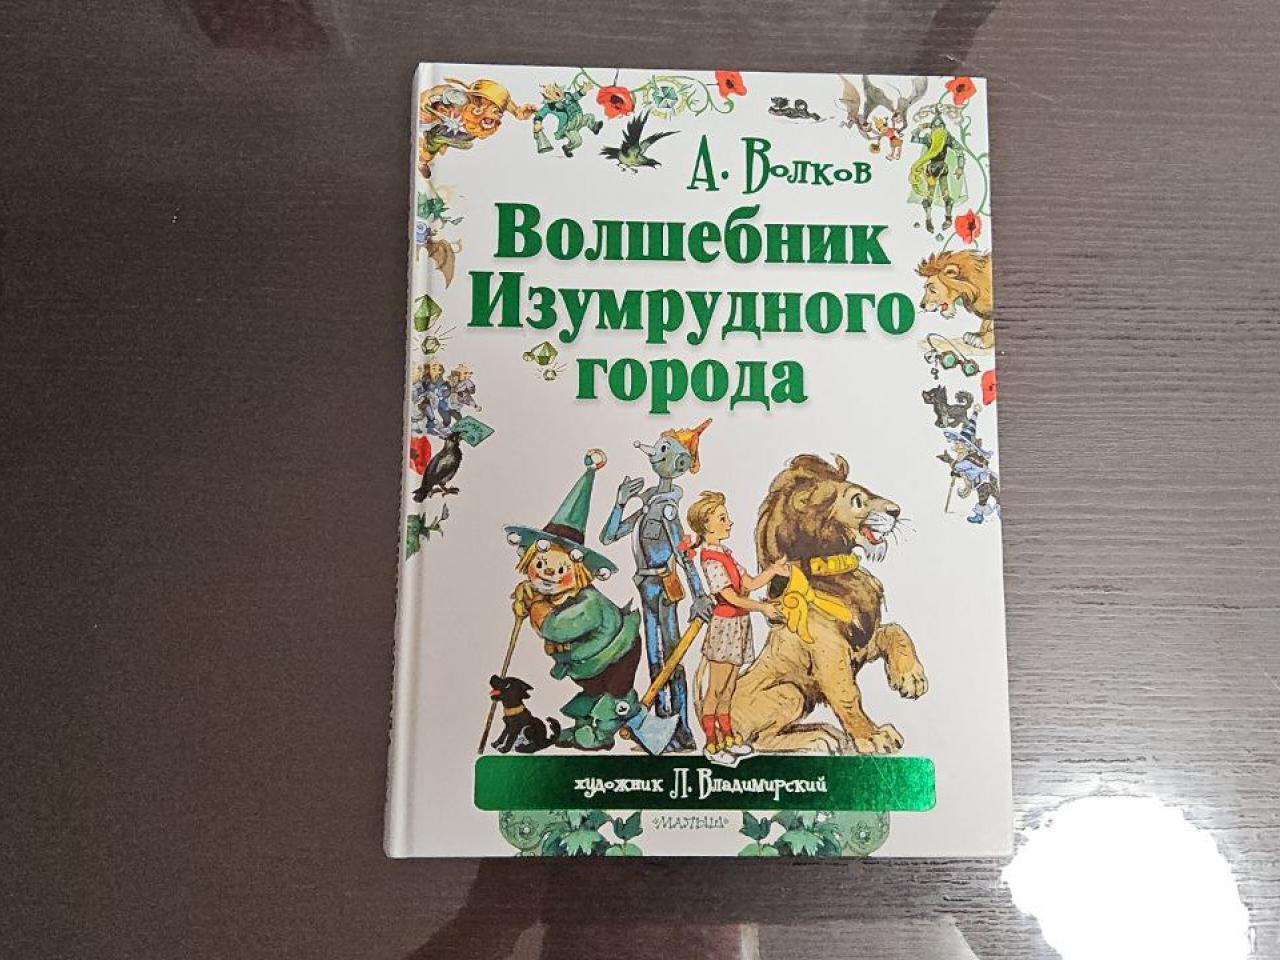 А. Волков
Волшебник
Изумрудного
города
художник Л. Владимирский
«МАЛЫШ»